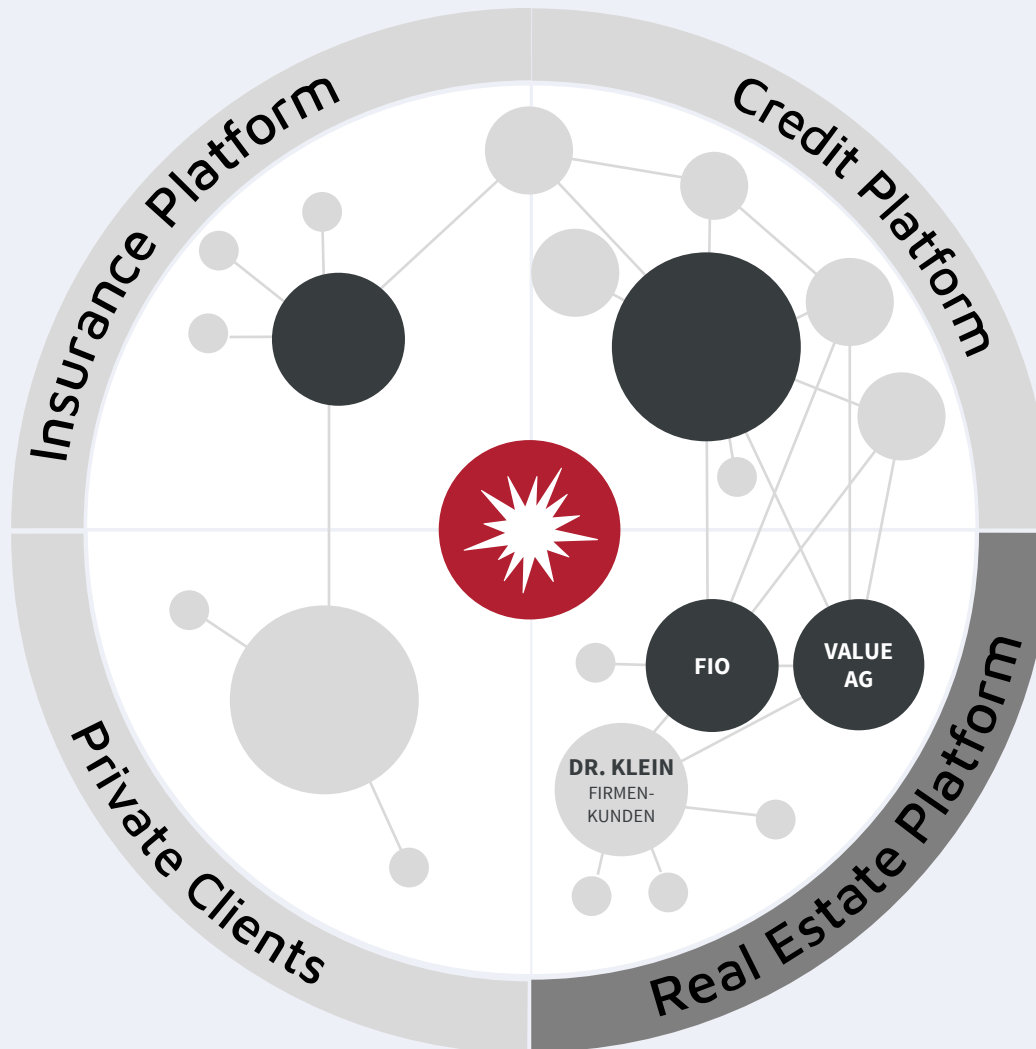 Insurance Platform
Credit Platform
FIO
VALUE
AG
DR. KLEIN
FIRMEN-
KUNDEN
Private Clients
Real Estate Platform